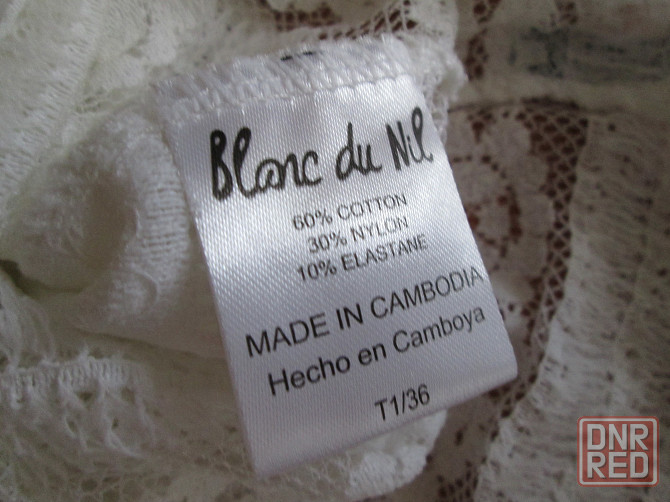 Blanc du Nil
60% COTTON
30% NYLON
10% ELASTANE
MADE IN CAMBODIA
Hecho en Camboya
T1/36
DNR
RED